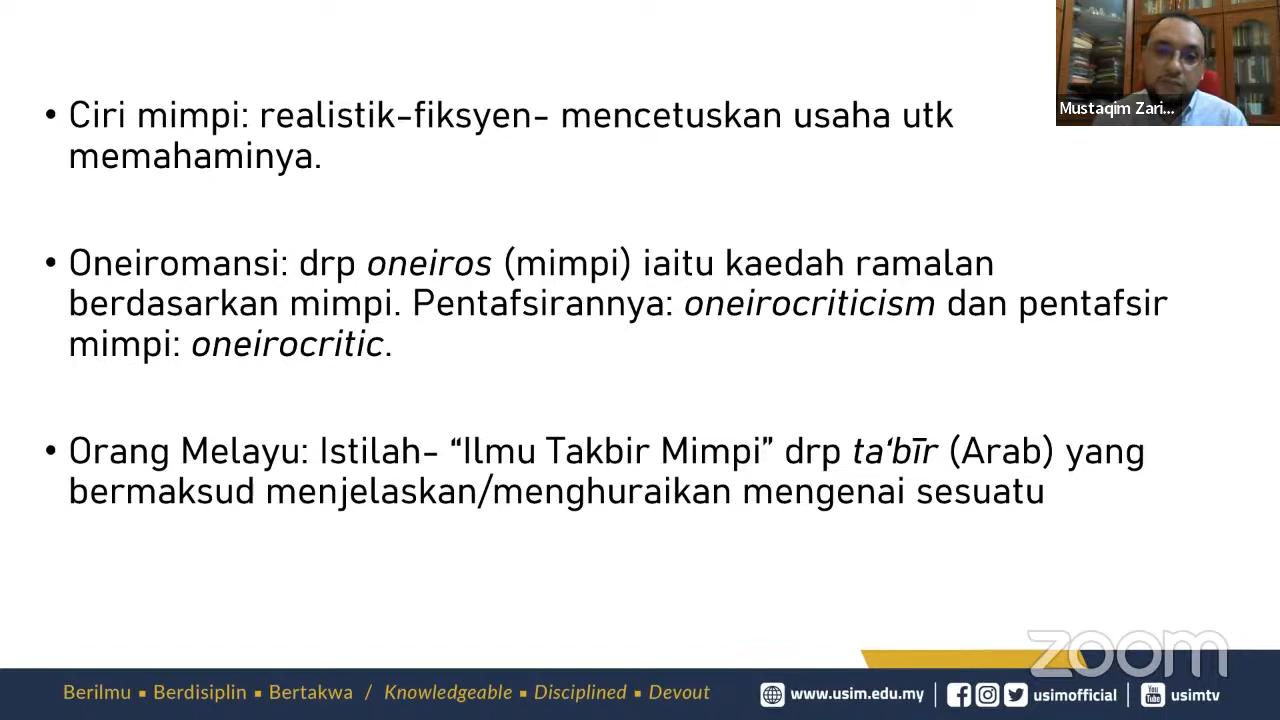 Mustaqim Zari...
• Ciri mimpi: realistik-fiksyen- mencetuskan usaha utk
memahaminya.
• Oneiromansi: drp oneiros (mimpi) iaitu kaedah ramalan
berdasarkan mimpi. Pentafsirannya: oneirocriticism dan pentafsir
mimpi: oneirocritic.
• Orang Melayu: Istilah- “Ilmu Takbir Mimpi” drp ta‘bīr (Arab) yang
bermaksud menjelaskan/menghuraikan mengenai sesuatu
zoom
Berilmu ▪ Berdisiplin ▪ Bertakwa / Knowledgeable ▪ Disciplined ▪ Devout
www.usim.edu.my | usimofficial | You Tube usimtv